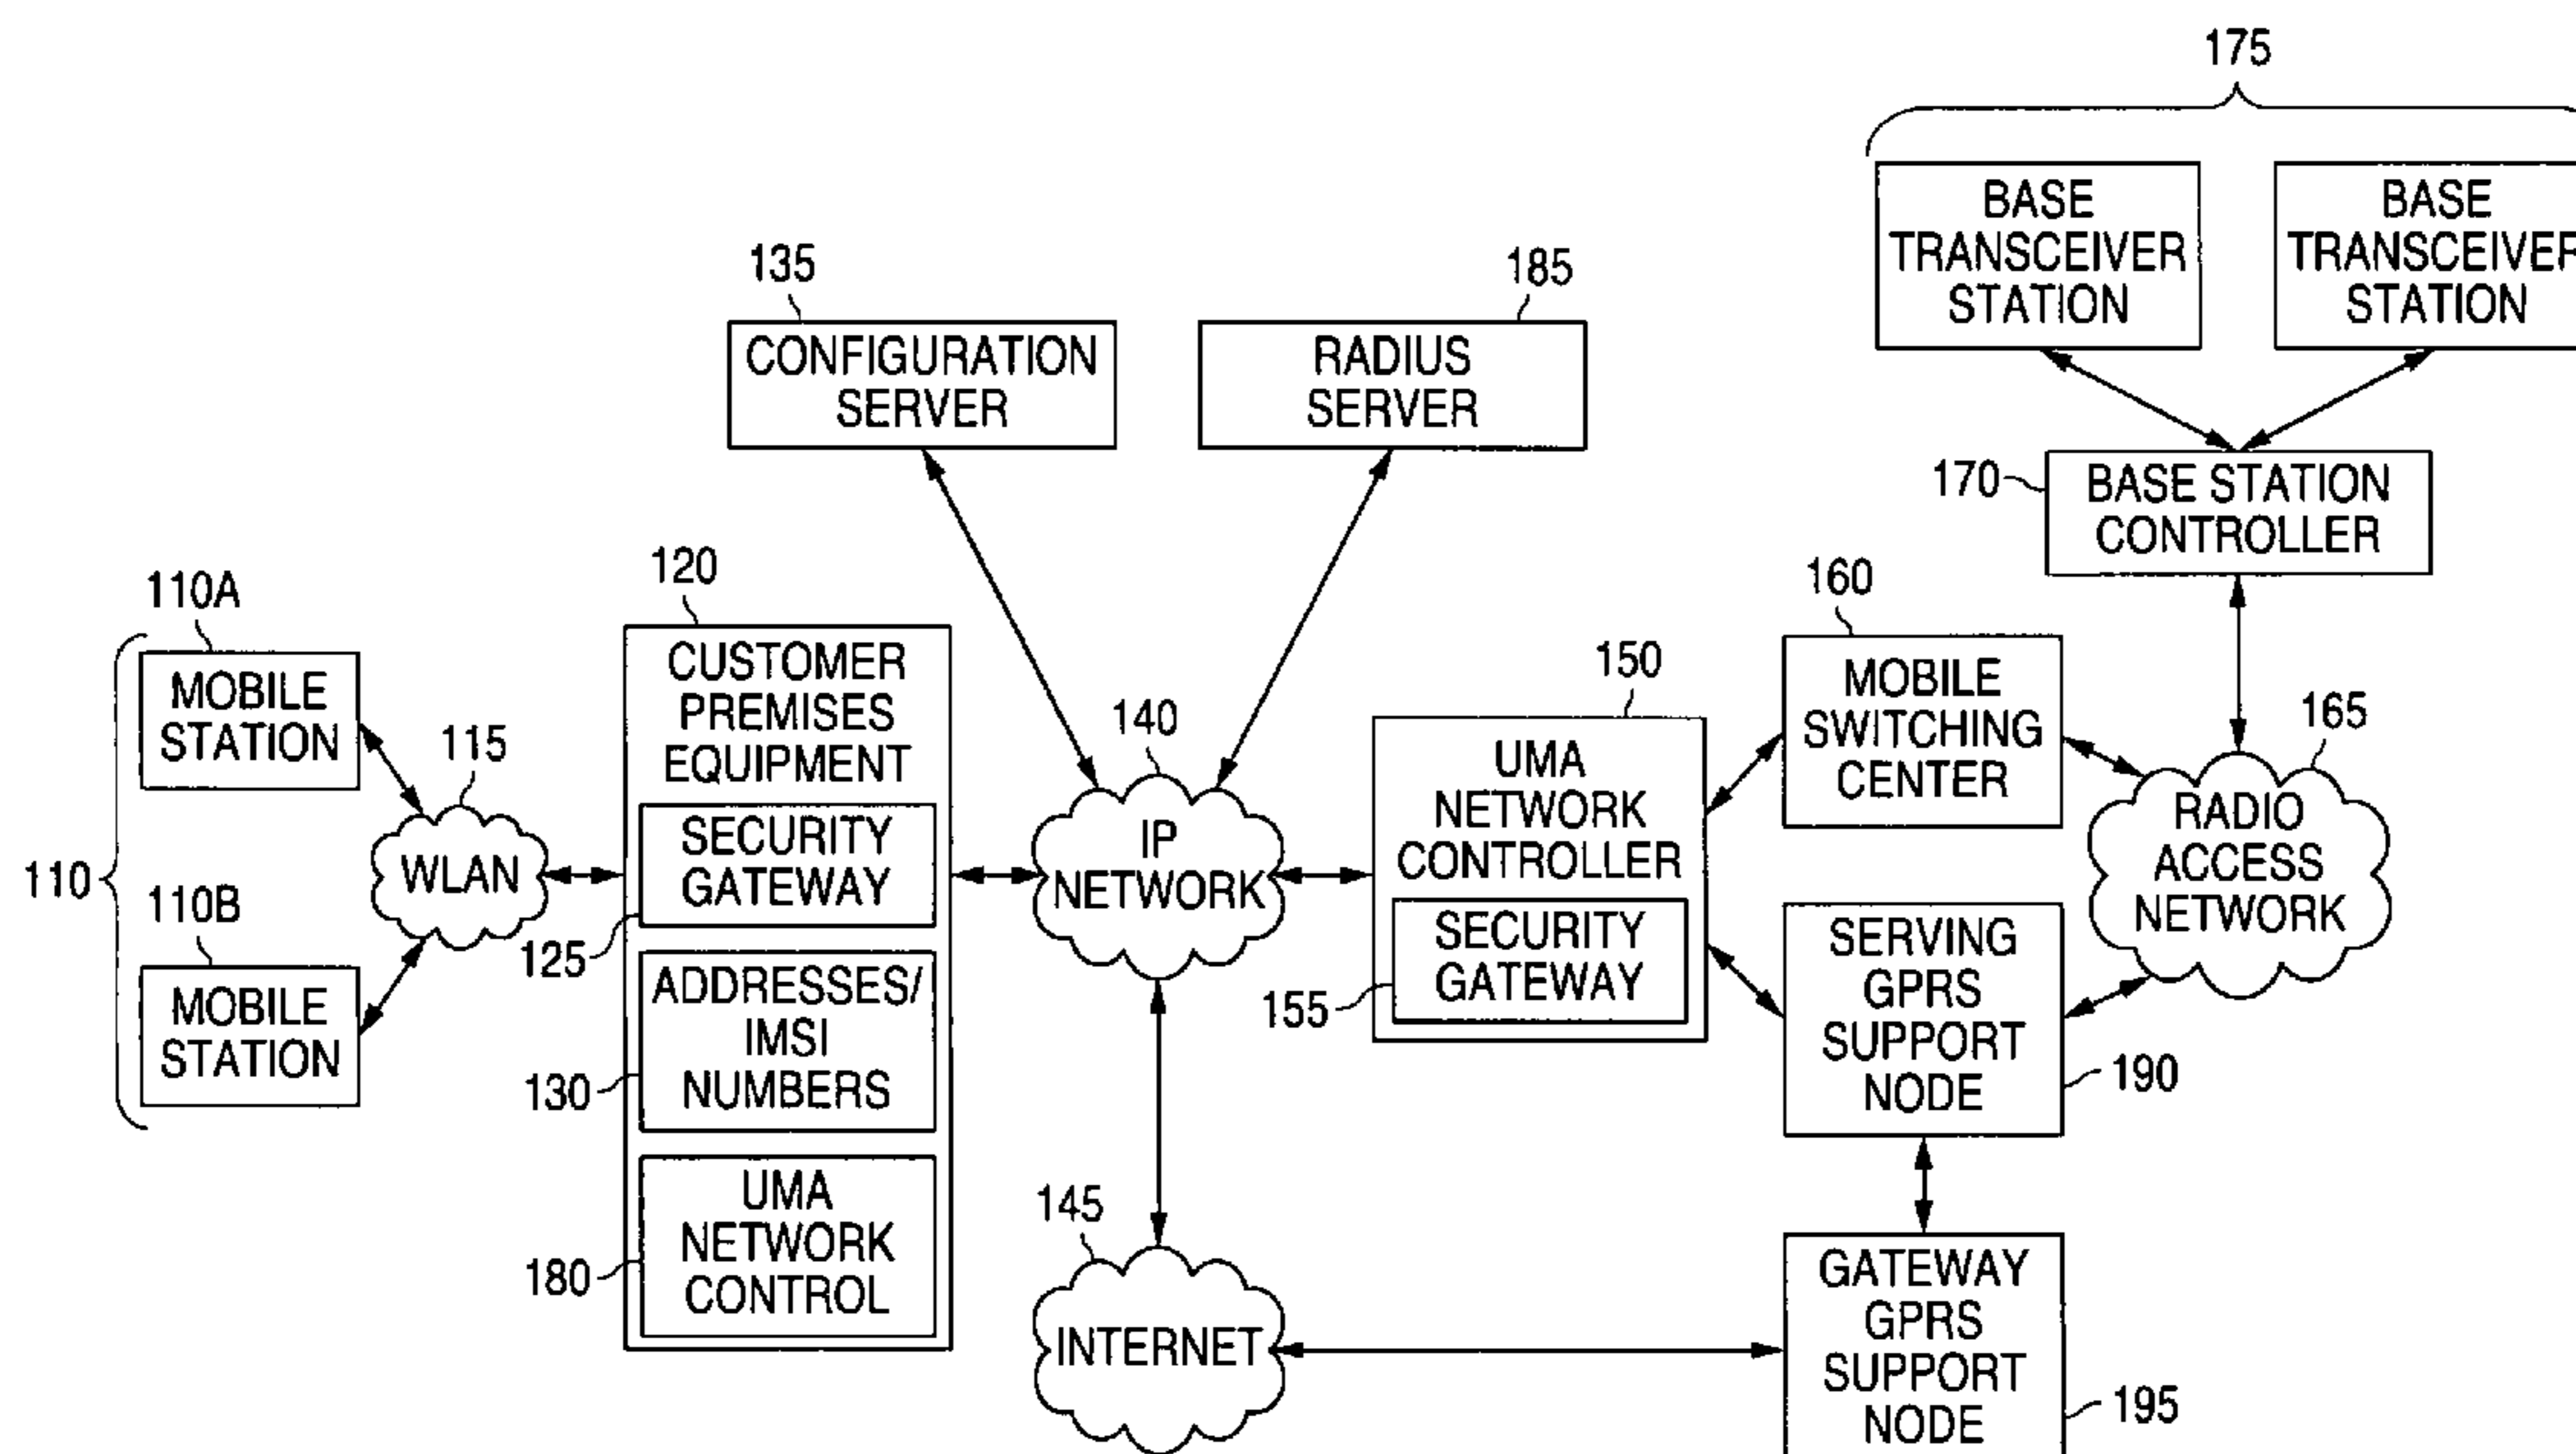 175
BASE
TRANSCEIVER
STATION
BASE
TRANSCEIVER
STATION
135
CONFIGURATION
SERVER
185
RADIUS
SERVER
170
BASE STATION
CONTROLLER
110
110A
MOBILE
STATION
110B
MOBILE
STATION
115
WLAN
120
CUSTOMER
PREMISES
EQUIPMENT
SECURITY
GATEWAY
125
ADDRESSES/
IMSI
NUMBERS
130
UMA
NETWORK
CONTROL
180
140
IP
NETWORK
145
INTERNET
150
UMA
NETWORK
CONTROLLER
SECURITY
GATEWAY
155
160
MOBILE
SWITCHING
CENTER
165
RADIO
ACCESS
NETWORK
SERVING
GPRS
SUPPORT
NODE
190
GATEWAY
GPRS
SUPPORT
NODE
195